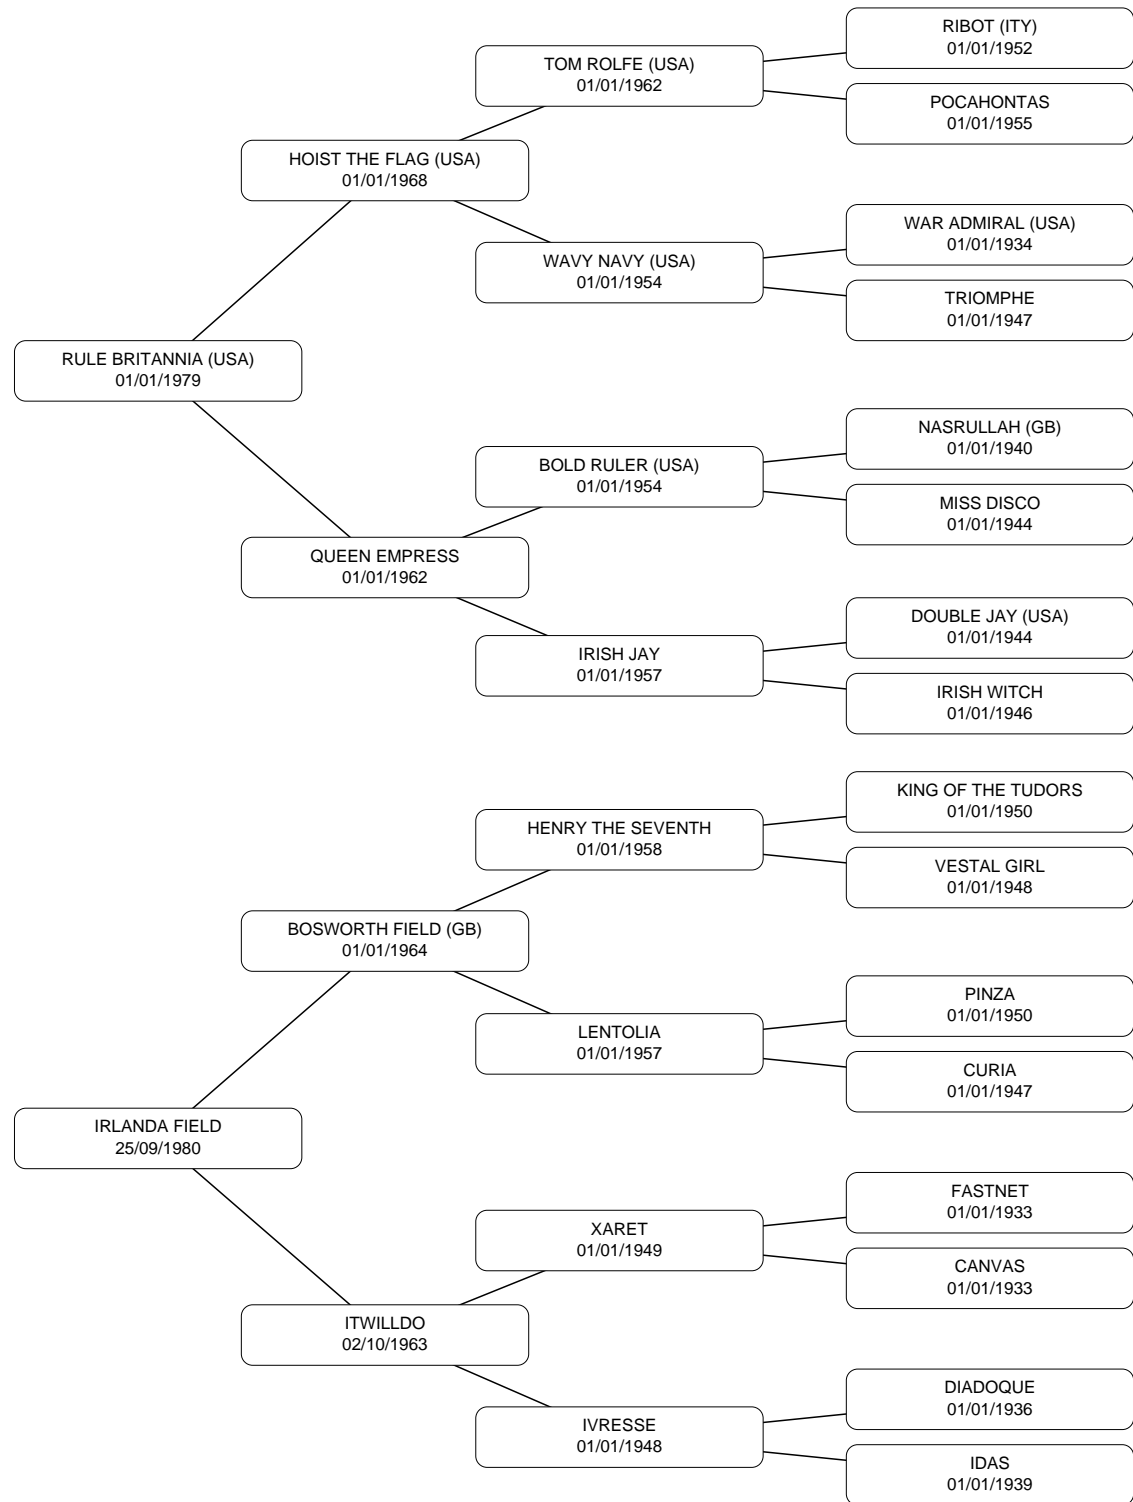 RIBOT (ITY)
01/01/1952
TOM ROLFE (USA)
01/01/1962
POCAHONTAS
01/01/1955
HOIST THE FLAG (USA)
01/01/1968
WAR ADMIRAL (USA)
01/01/1934
WAVY NAVY (USA)
01/01/1954
TRIOMPHE
01/01/1947
RULE BRITANNIA (USA)
01/01/1979
NASRULLAH (GB)
01/01/1940
BOLD RULER (USA)
01/01/1954
MISS DISCO
01/01/1944
QUEEN EMPRESS
01/01/1962
DOUBLE JAY (USA)
01/01/1944
IRISH JAY
01/01/1957
IRISH WITCH
01/01/1946
KING OF THE TUDORS
01/01/1950
HENRY THE SEVENTH
01/01/1958
VESTAL GIRL
01/01/1948
BOSWORTH FIELD (GB)
01/01/1964
PINZA
01/01/1950
LENTOLIA
01/01/1957
CURIA
01/01/1947
IRLANDA FIELD
25/09/1980
FASTNET
01/01/1933
XARET
01/01/1949
CANVAS
01/01/1933
ITWILLDO
02/10/1963
DIADOQUE
01/01/1936
IVRESSE
01/01/1948
IDAS
01/01/1939